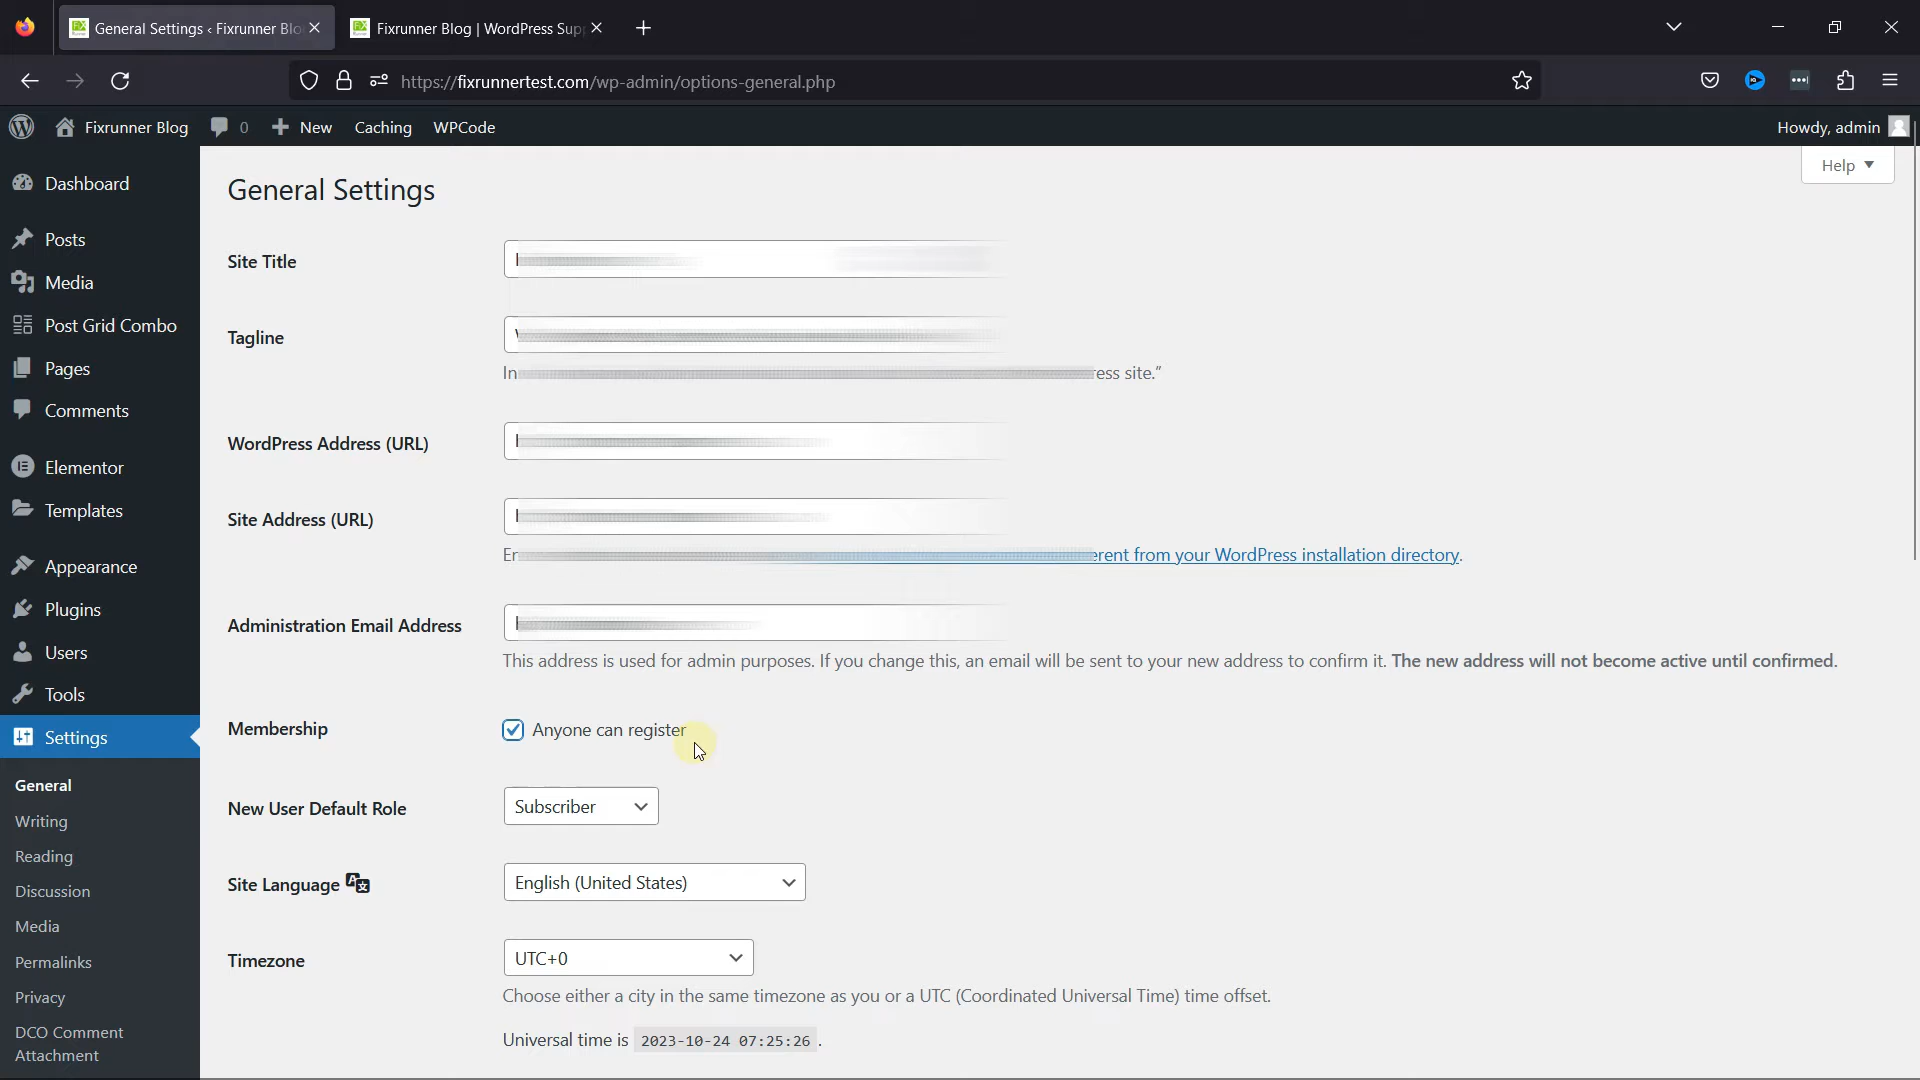 General Settings ‹ Fixrunner Blo
Fixrunner Blog | WordPress Supp
https://fixrunnertest.com/wp-admin/options-general.php
Fixrunner Blog
0
New
Caching
WPCode
Howdy, admin
Help
Dashboard
Posts
Media
Post Grid Combo
Pages
Comments
Elementor
Templates
Appearance
Plugins
Users
Tools
Settings
General
Writing
Reading
Discussion
Media
Permalinks
Privacy
DCO Comment
Attachment
General Settings
Site Title
Tagline
In
ess site.”
WordPress Address (URL)
Site Address (URL)
erent from your WordPress installation directory.
Administration Email Address
This address is used for admin purposes. If you change this, an email will be sent to your new address to confirm it. The new address will not become active until confirmed.
Membership
Anyone can register
New User Default Role
Subscriber
Site Language
English (United States)
Timezone
UTC+0
Choose either a city in the same timezone as you or a UTC (Coordinated Universal Time) time offset.
Universal time is 2023-10-24 07:25:26 .